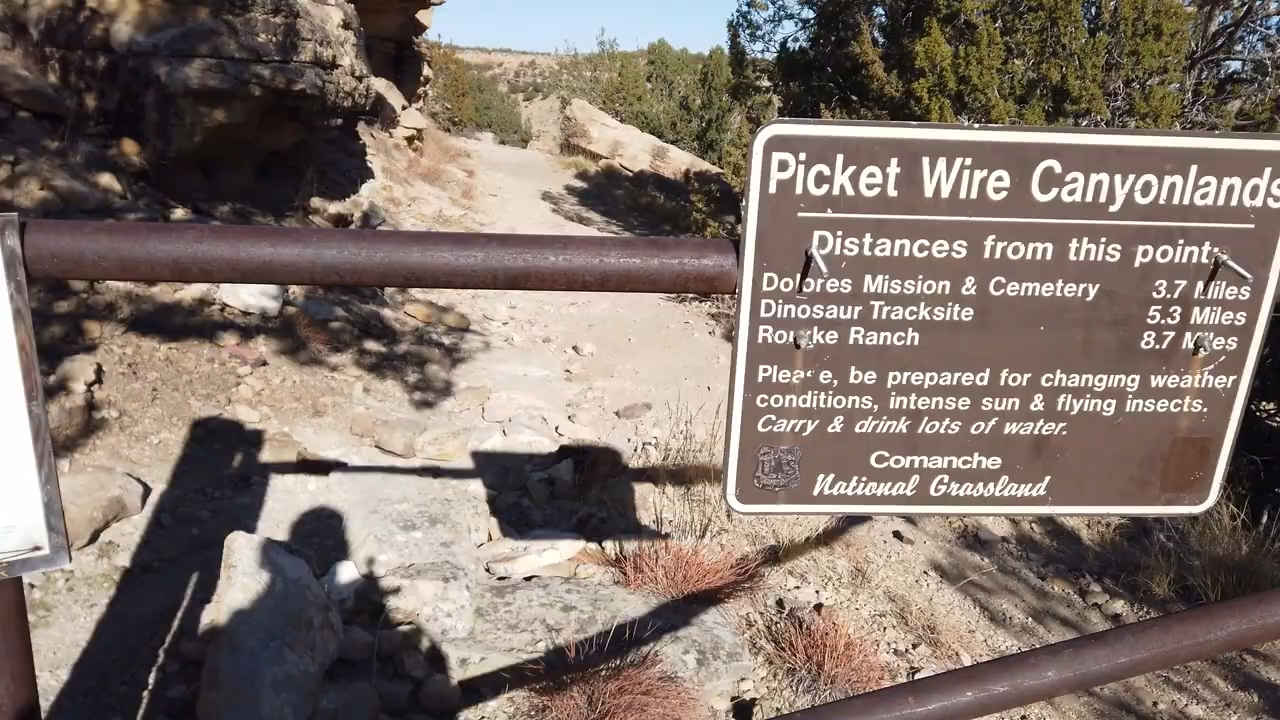 Picket Wire Canyonlands
Distances from this point:
Dolores Mission & Cemetery 3.7 Miles
Dinosaur Tracksite 5.3 Miles
Rourke Ranch 8.7 Miles
Please, be prepared for changing weather
conditions, intense sun & flying insects.
Carry & drink lots of water.
Comanche
National Grassland